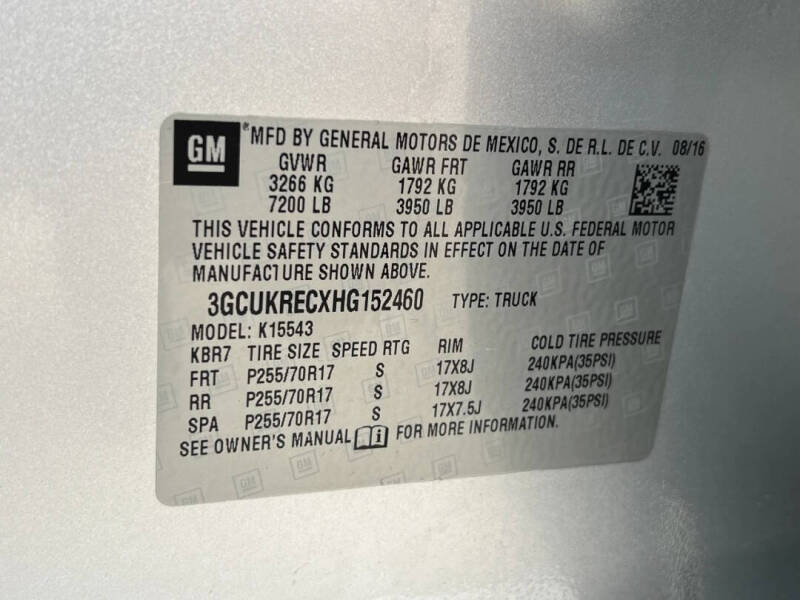 GM ® MFD BY GENERAL MOTORS DE MEXICO, S. DE R.L. DE C.V. 08/16
GVWR GAWR FRT GAWR RR
3266 KG 1792 KG 1792 KG
7200 LB 3950 LB 3950 LB
THIS VEHICLE CONFORMS TO ALL APPLICABLE U.S. FEDERAL MOTOR
VEHICLE SAFETY STANDARDS IN EFFECT ON THE DATE OF
MANUFACTURE SHOWN ABOVE.
3GCUKRECXHG152460 TYPE: TRUCK
MODEL: K15543
KBR7 TIRE SIZE SPEED RTG RIM COLD TIRE PRESSURE
FRT P255/70R17 S 17X8J 240KPA(35PSI)
RR P255/70R17 S 17X8J 240KPA(35PSI)
SPA P255/70R17 S 17X7.5J 240KPA(35PSI)
SEE OWNER'S MANUAL FOR MORE INFORMATION.